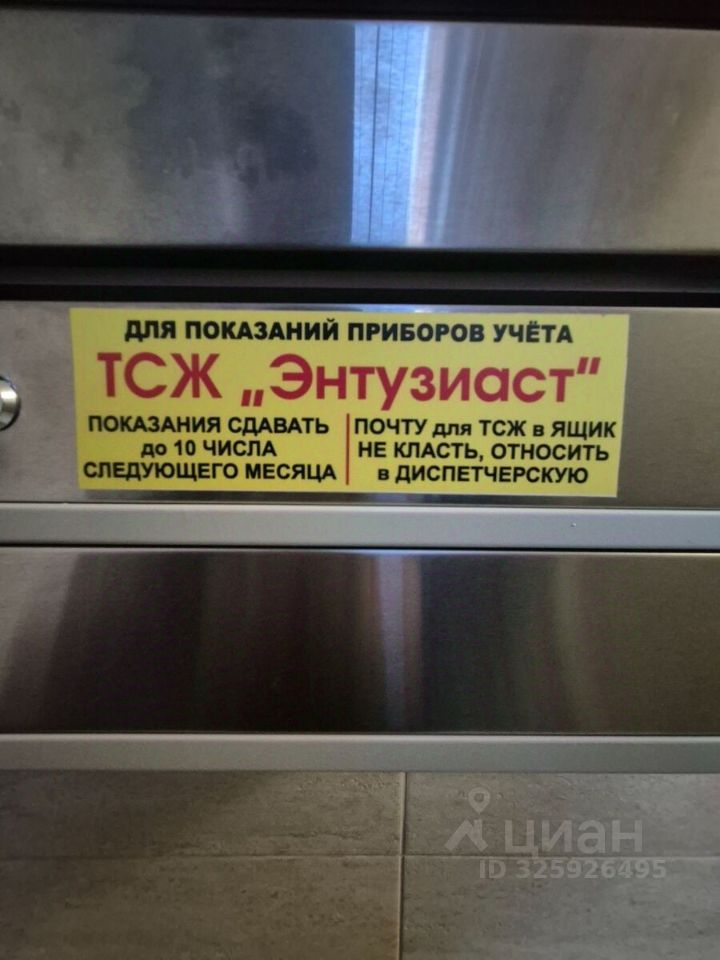 ДЛЯ ПОКАЗАНИЙ ПРИБОРОВ УЧЁТА
ТСЖ „Энтузиаст“
ПОКАЗАНИЯ СДАВАТЬ
до 10 ЧИСЛА
СЛЕДУЮЩЕГО МЕСЯЦА
ПОЧТУ для ТСЖ в ЯЩИК
НЕ КЛАСТЬ, ОТНОСИТЬ
в ДИСПЕТЧЕРСКУЮ
циан
ID 325926495